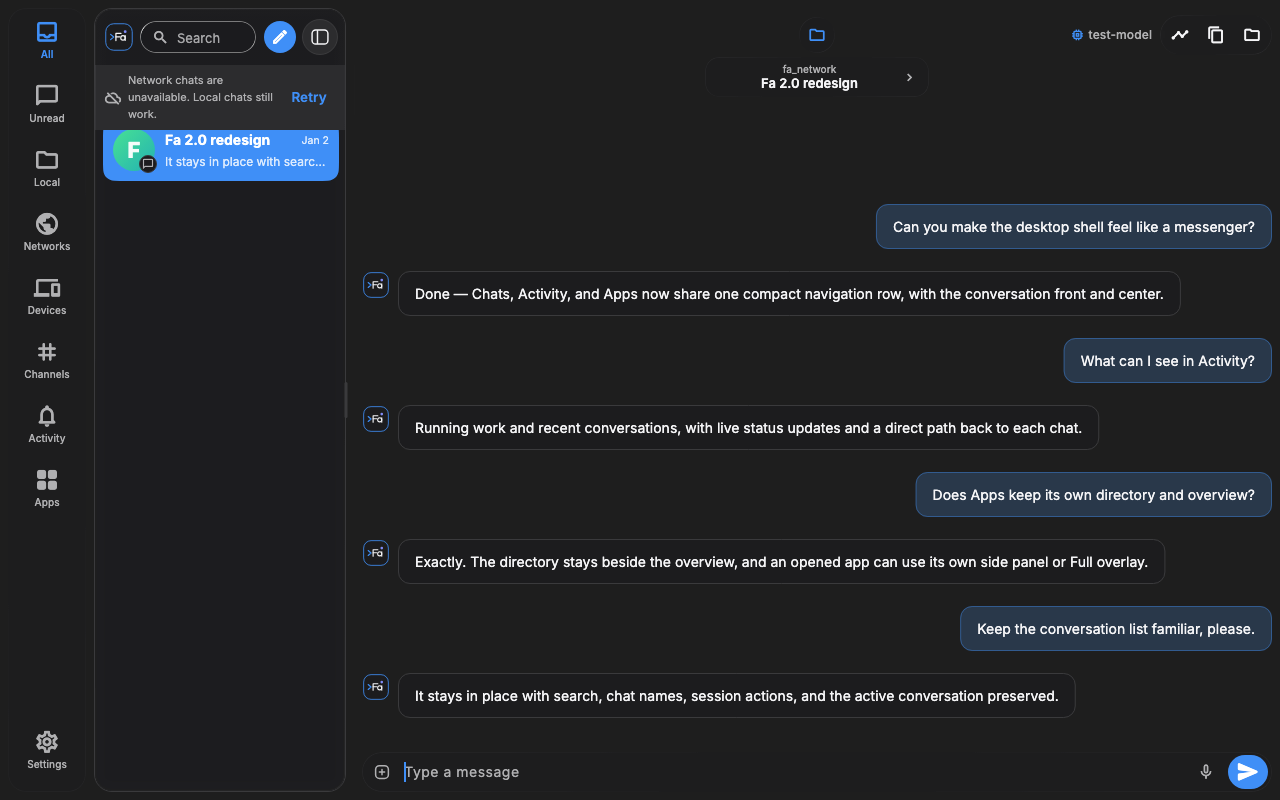 All
Unread
Local
Networks
Devices
Channels
Activity
Apps
Settings
>Fa
Search
Network chats are
unavailable. Local chats still
work.
Retry
F
Fa 2.0 redesign
Jan 2
It stays in place with searc...
test-model
fa_network
Fa 2.0 redesign
Can you make the desktop shell feel like a messenger?
>Fa
Done — Chats, Activity, and Apps now share one compact navigation row, with the conversation front and center.
What can I see in Activity?
>Fa
Running work and recent conversations, with live status updates and a direct path back to each chat.
Does Apps keep its own directory and overview?
>Fa
Exactly. The directory stays beside the overview, and an opened app can use its own side panel or Full overlay.
Keep the conversation list familiar, please.
>Fa
It stays in place with search, chat names, session actions, and the active conversation preserved.
Type a message